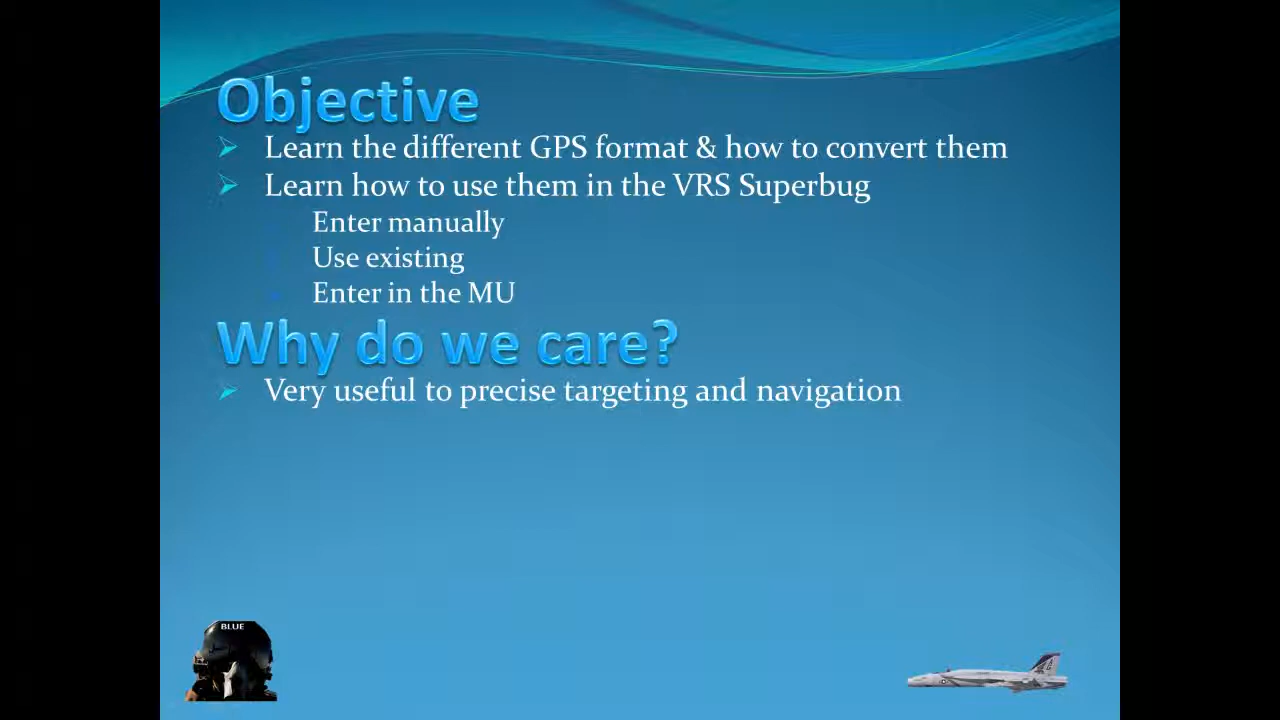 Objective
Learn the different GPS format & how to convert them
Learn how to use them in the VRS Superbug
Enter manually
Use existing
Enter in the MU
Why do we care?
Very useful to precise targeting and navigation
BLUE